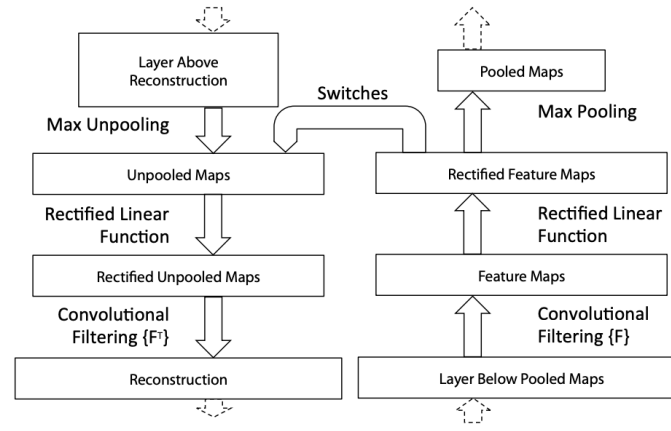 Layer Above
Reconstruction
Max Unpooling
Unpooled Maps
Rectified Linear
Function
Rectified Unpooled Maps
Convolutional
Filtering {Fᵀ}
Reconstruction
Switches
Pooled Maps
Max Pooling
Rectified Feature Maps
Rectified Linear
Function
Feature Maps
Convolutional
Filtering {F}
Layer Below Pooled Maps